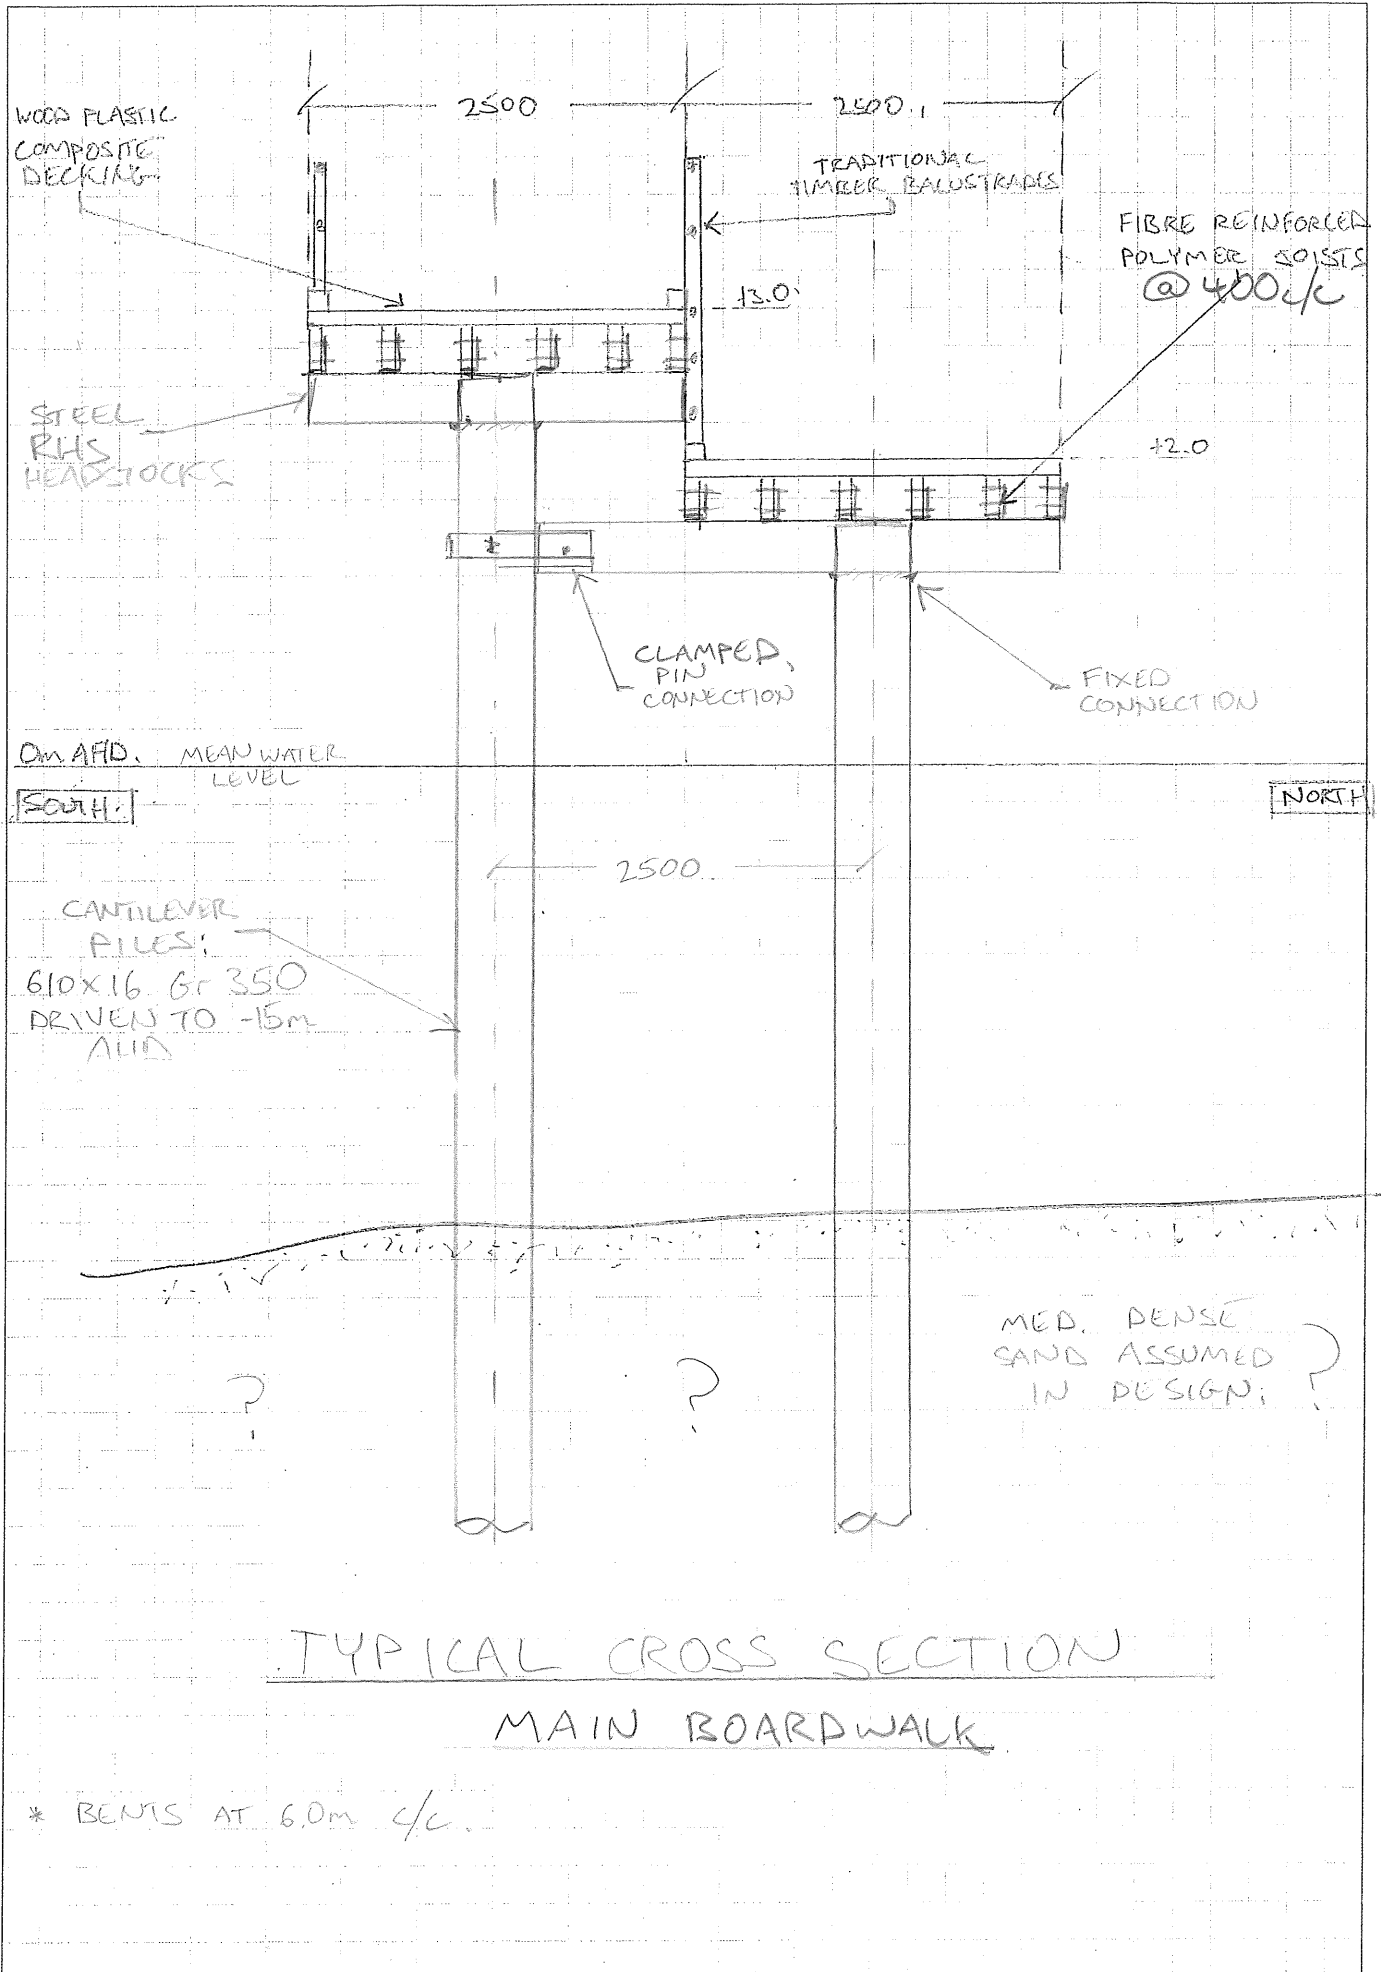 2500
2500
WOOD PLASTIC
COMPOSITE
DECKING
TRADITIONAL
TIMBER BALUSTRADES
FIBRE REINFORCED
POLYMER JOISTS
@ 400 c/c
+3.0
STEEL
RHS
HEADSTOCKS
+2.0
CLAMPED,
PIN
CONNECTION
FIXED
CONNECTION
0m AHD. MEAN WATER
LEVEL
SOUTH.
NORTH
2500
CANTILEVER
PILES:
610x16 Gr 350
DRIVEN TO -15m
AHD
MED. DENSE
SAND ASSUMED
IN DESIGN. ?
?
?
TYPICAL CROSS SECTION
MAIN BOARDWALK
* BENTS AT 6.0m c/c.